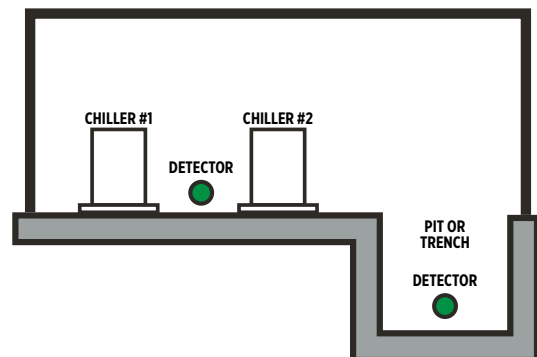 CHILLER #1
CHILLER #2
DETECTOR
PIT OR
TRENCH
DETECTOR